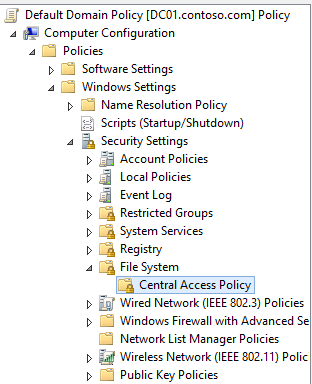 Default Domain Policy [DC01.contoso.com] Policy
Computer Configuration
Policies
Software Settings
Windows Settings
Name Resolution Policy
Scripts (Startup/Shutdown)
Security Settings
Account Policies
Local Policies
Event Log
Restricted Groups
System Services
Registry
File System
Central Access Policy
Wired Network (IEEE 802.3) Policies
Windows Firewall with Advanced Se
Network List Manager Policies
Wireless Network (IEEE 802.11) Polic
Public Key Policies